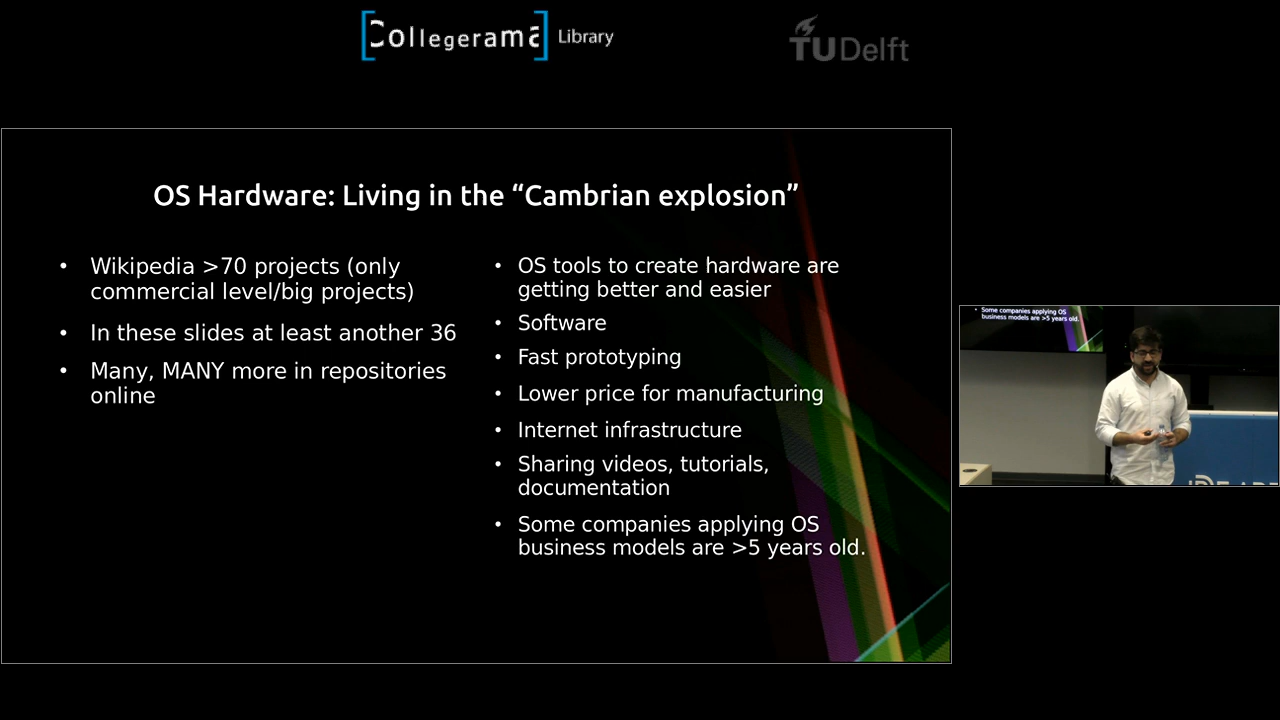 Collegerama Library
TU Delft
OS Hardware: Living in the “Cambrian explosion”
• Wikipedia >70 projects (only
commercial level/big projects)
• In these slides at least another 36
• Many, MANY more in repositories
online
• OS tools to create hardware are
getting better and easier
• Software
• Fast prototyping
• Lower price for manufacturing
• Internet infrastructure
• Sharing videos, tutorials,
documentation
• Some companies applying OS
business models are >5 years old.
• Some companies applying OS
business models are >5 years old.